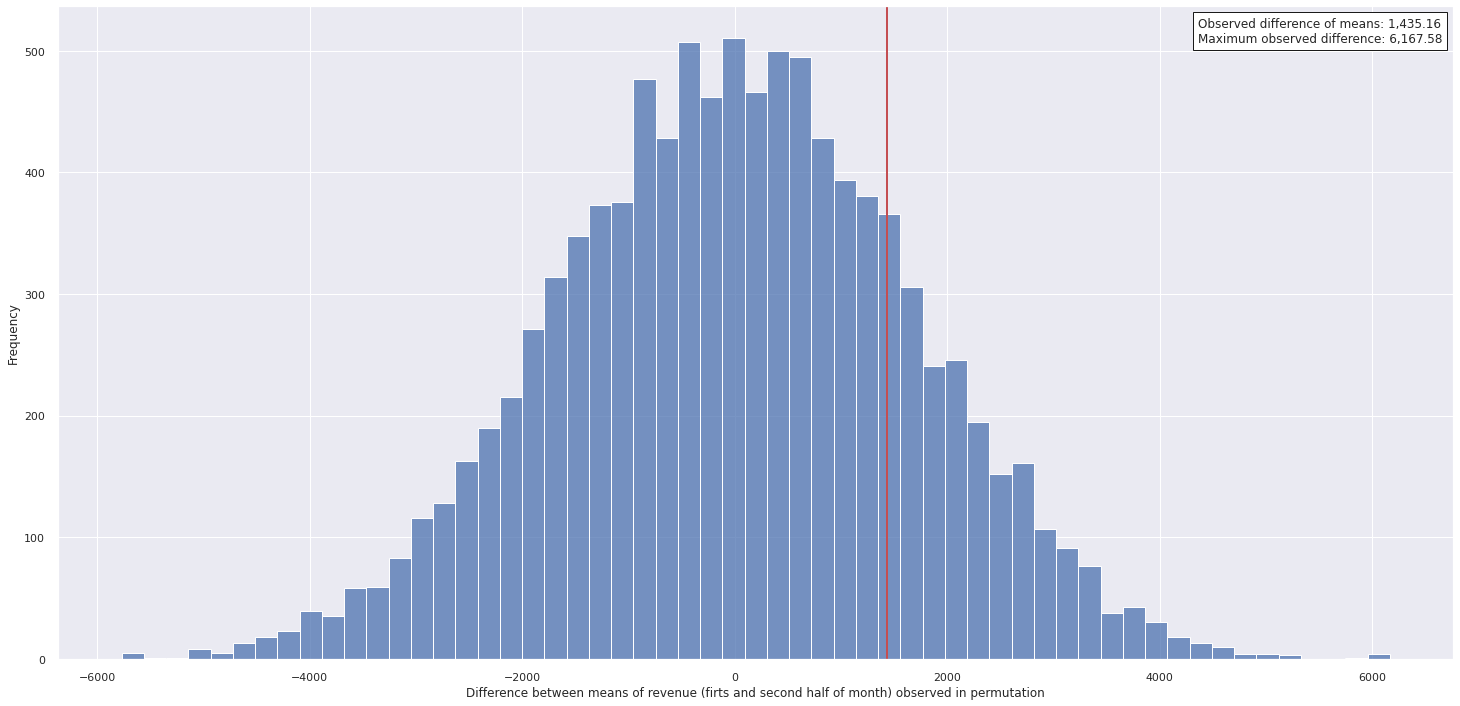 Observed difference of means: 1,435.16
Maximum observed difference: 6,167.58
500
400
300
200
100
0
Frequency
−6000 −4000 −2000 0 2000 4000 6000
Difference between means of revenue (firts and second half of month) observed in permutation